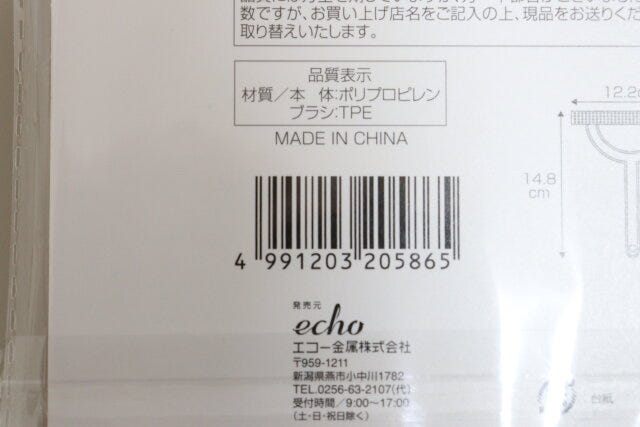 数ですが、お買い上げ店名をご記入の上、現品をお送りくだ
取り替えいたします。
品質表示
材質／本　体:ポリプロピレン
ブラシ:TPE
MADE IN CHINA
12.2c
14.8
cm
4 991203 205865
発売元
echo
エコー金属株式会社
〒959-1211
新潟県燕市小中川1782
TEL.0256-63-2107(代)
受付時間／9:00〜17:00
(土・日・祝日除く)
台紙